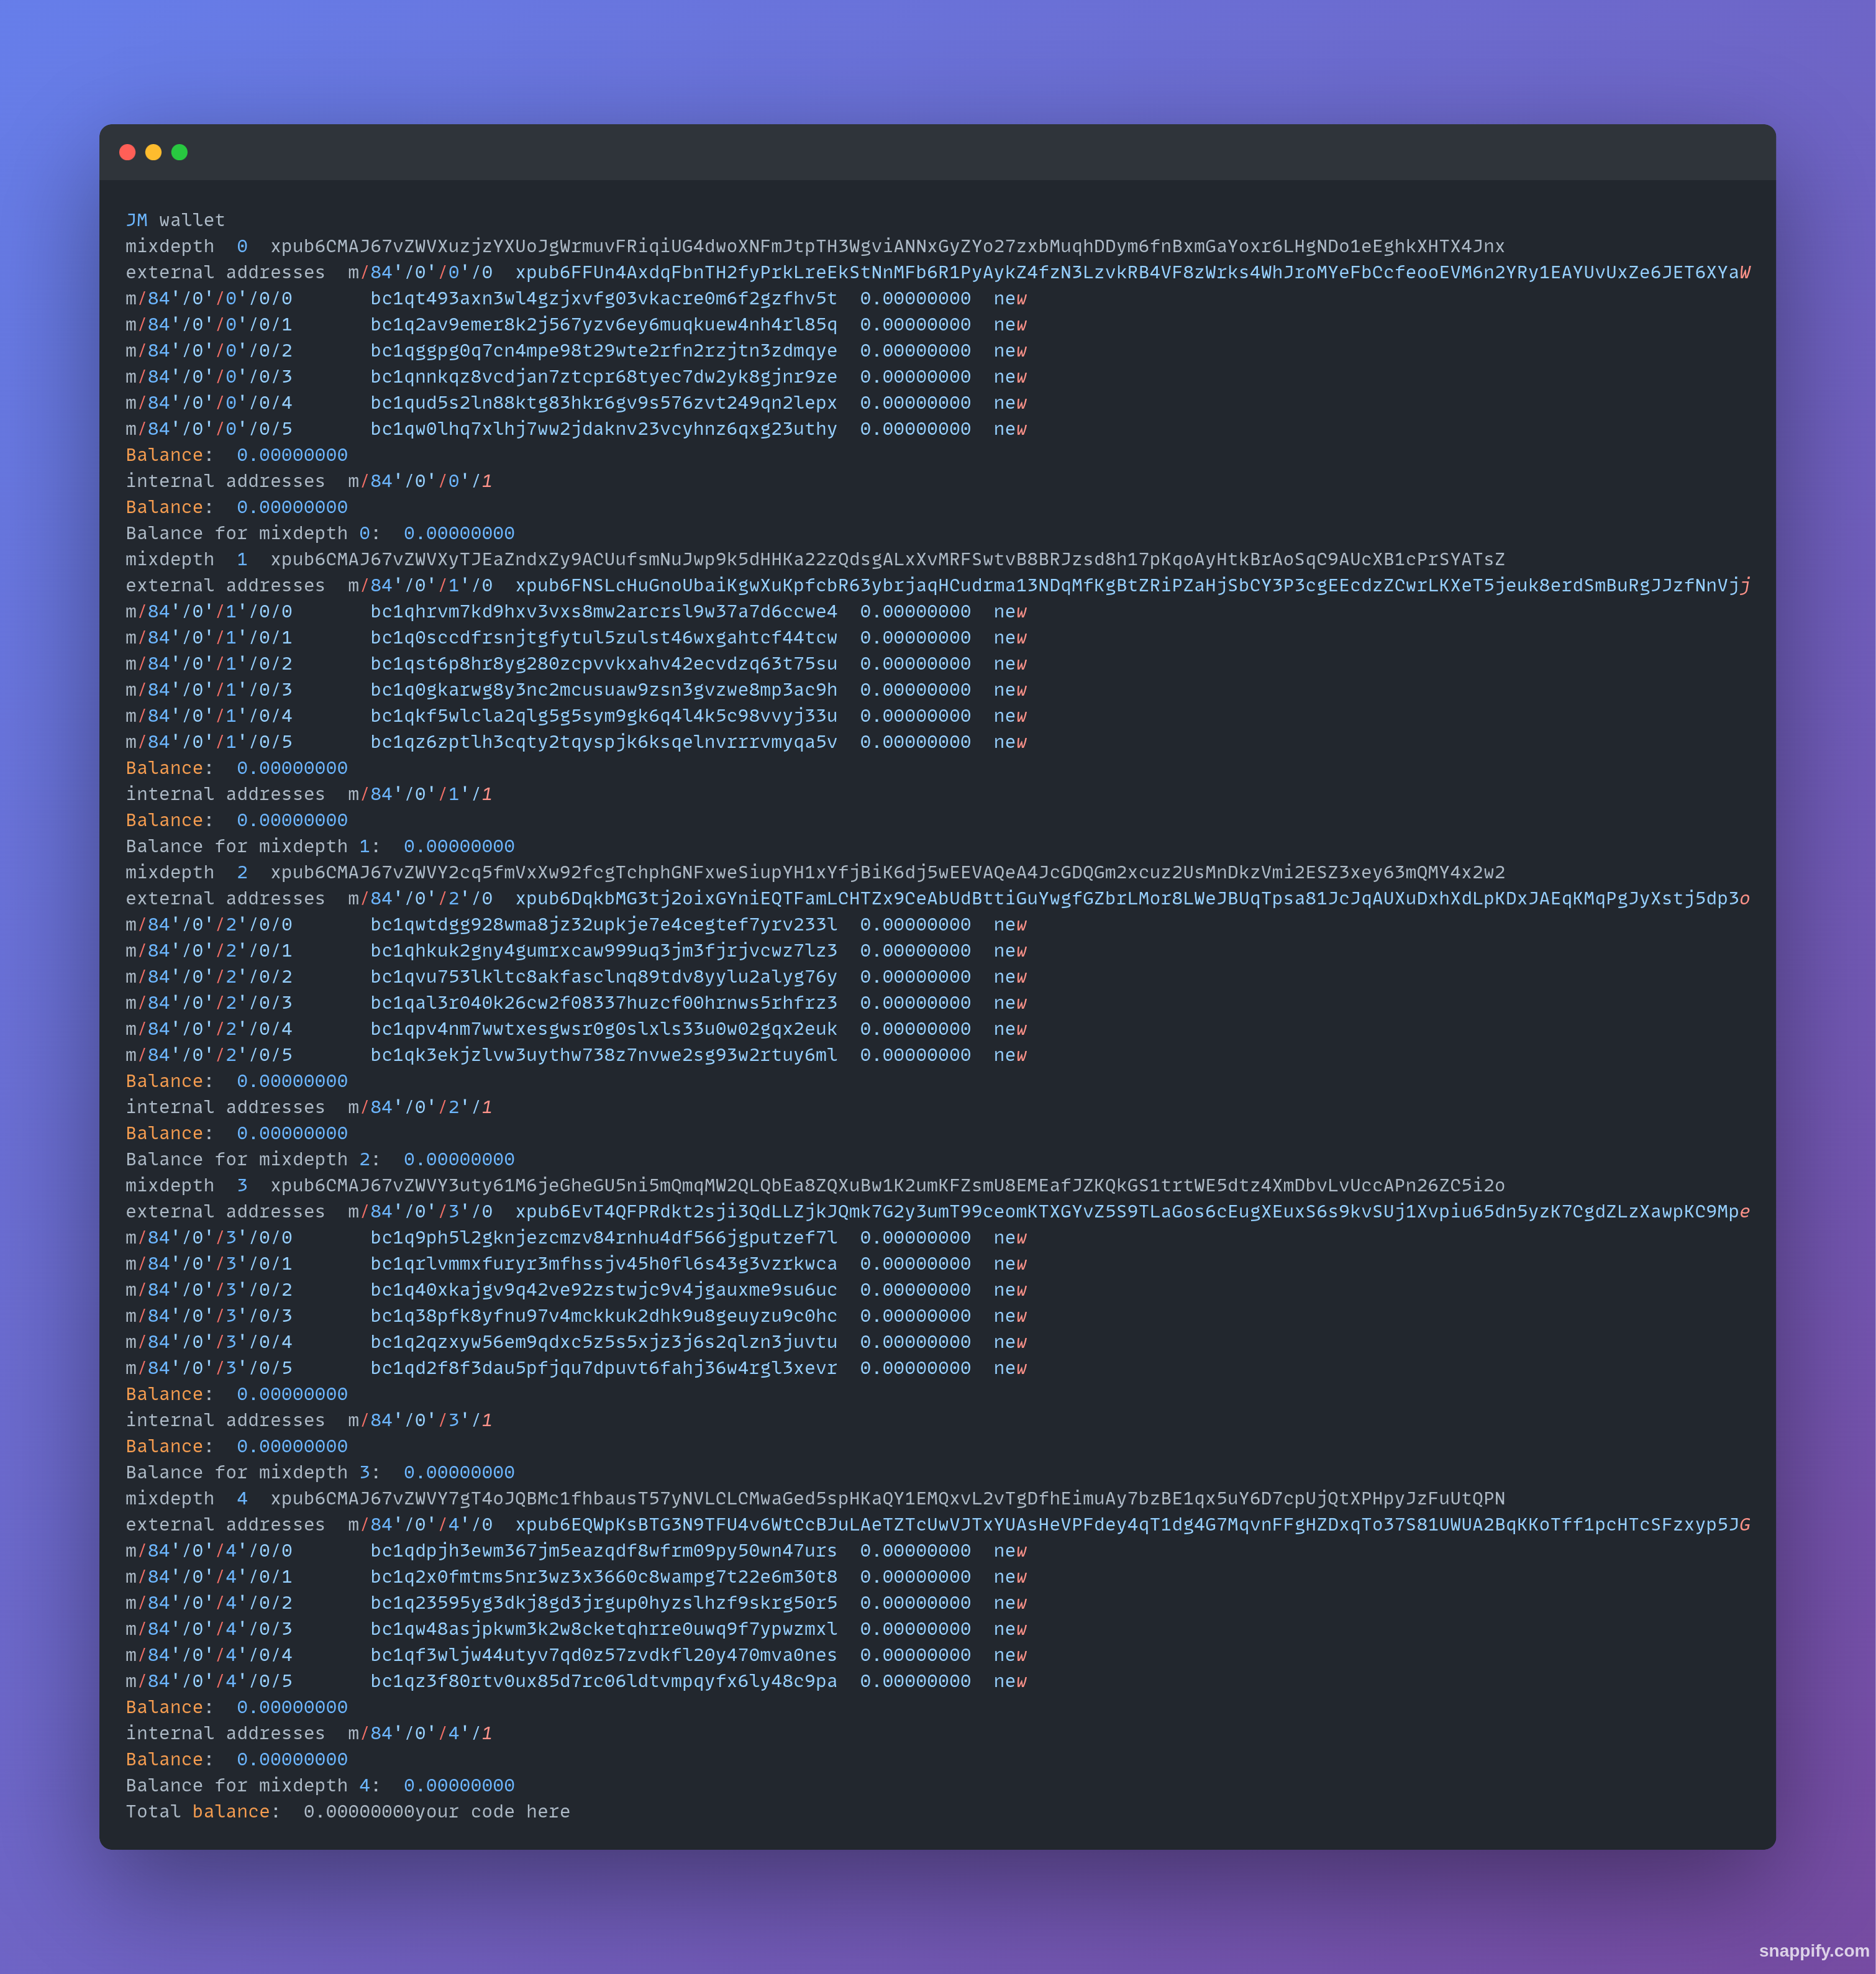 JM wallet
mixdepth  0  xpub6CMAJ67vZWVXuzjzYXUoJgWrmuvFRiqiUG4dwoXNFmJtpTH3WgviANNxGyZYo27zxbMuqhDDym6fnBxmGaYoxr6LHgNDo1eEghkXHTX4Jnx
external addresses  m/84'/0'/0'/0  xpub6FFUn4AxdqFbnTH2fyPrkLreEkStNnMFb6R1PyAykZ4fzN3LzvkRB4VF8zWrks4WhJroMYeFbCcfeooEVM6n2YRy1EAYUvUxZe6JET6XYaW
m/84'/0'/0'/0/0       bc1qt493axn3wl4gzjxvfg03vkacre0m6f2gzfhv5t  0.00000000  new
m/84'/0'/0'/0/1       bc1q2av9emer8k2j567yzv6ey6muqkuew4nh4rl85q  0.00000000  new
m/84'/0'/0'/0/2       bc1qggpg0q7cn4mpe98t29wte2rfn2rzjtn3zdmqye  0.00000000  new
m/84'/0'/0'/0/3       bc1qnnkqz8vcdjan7ztcpr68tyec7dw2yk8gjnr9ze  0.00000000  new
m/84'/0'/0'/0/4       bc1qud5s2ln88ktg83hkr6gv9s576zvt249qn2lepx  0.00000000  new
m/84'/0'/0'/0/5       bc1qw0lhq7xlhj7ww2jdaknv23vcyhnz6qxg23uthy  0.00000000  new
Balance:  0.00000000
internal addresses  m/84'/0'/0'/1
Balance:  0.00000000
Balance for mixdepth 0:  0.00000000
mixdepth  1  xpub6CMAJ67vZWVXyTJEaZndxZy9ACUufsmNuJwp9k5dHHKa22zQdsgALxXvMRFSwtvB8BRJzsd8h17pKqoAyHtkBrAoSqC9AUcXB1cPrSYATsZ
external addresses  m/84'/0'/1'/0  xpub6FNSLcHuGnoUbaiKgwXuKpfcbR63ybrjaqHCudrma13NDqMfKgBtZRiPZaHjSbCY3P3cgEEcdzZCwrLKXeT5jeuk8erdSmBuRgJJzfNnVjj
m/84'/0'/1'/0/0       bc1qhrvm7kd9hxv3vxs8mw2arcrsl9w37a7d6ccwe4  0.00000000  new
m/84'/0'/1'/0/1       bc1q0sccdfrsnjtgfytul5zulst46wxgahtcf44tcw  0.00000000  new
m/84'/0'/1'/0/2       bc1qst6p8hr8yg280zcpvvkxahv42ecvdzq63t75su  0.00000000  new
m/84'/0'/1'/0/3       bc1q0gkarwg8y3nc2mcusuaw9zsn3gvzwe8mp3ac9h  0.00000000  new
m/84'/0'/1'/0/4       bc1qkf5wlcla2qlg5g5sym9gk6q4l4k5c98vvyj33u  0.00000000  new
m/84'/0'/1'/0/5       bc1qz6zptlh3cqty2tqyspjk6ksqelnvrrrvmyqa5v  0.00000000  new
Balance:  0.00000000
internal addresses  m/84'/0'/1'/1
Balance:  0.00000000
Balance for mixdepth 1:  0.00000000
mixdepth  2  xpub6CMAJ67vZWVY2cq5fmVxXw92fcgTchphGNFxweSiupYH1xYfjBiK6dj5wEEVAQeA4JcGDQGm2xcuz2UsMnDkzVmi2ESZ3xey63mQMY4x2w2
external addresses  m/84'/0'/2'/0  xpub6DqkbMG3tj2oixGYniEQTFamLCHTZx9CeAbUdBttiGuYwgfGZbrLMor8LWeJBUqTpsa81JcJqAUXuDxhXdLpKDxJAEqKMqPgJyXstj5dp3o
m/84'/0'/2'/0/0       bc1qwtdgg928wma8jz32upkje7e4cegtef7yrv233l  0.00000000  new
m/84'/0'/2'/0/1       bc1qhkuk2gny4gumrxcaw999uq3jm3fjrjvcwz7lz3  0.00000000  new
m/84'/0'/2'/0/2       bc1qvu753lkltc8akfasclnq89tdv8yylu2alyg76y  0.00000000  new
m/84'/0'/2'/0/3       bc1qal3r040k26cw2f08337huzcf00hrnws5rhfrz3  0.00000000  new
m/84'/0'/2'/0/4       bc1qpv4nm7wwtxesgwsr0g0slxls33u0w02gqx2euk  0.00000000  new
m/84'/0'/2'/0/5       bc1qk3ekjzlvw3uythw738z7nvwe2sg93w2rtuy6ml  0.00000000  new
Balance:  0.00000000
internal addresses  m/84'/0'/2'/1
Balance:  0.00000000
Balance for mixdepth 2:  0.00000000
mixdepth  3  xpub6CMAJ67vZWVY3uty61M6jeGheGU5ni5mQmqMW2QLQbEa8ZQXuBw1K2umKFZsmU8EMEafJZKQkGS1trtWE5dtz4XmDbvLvUccAPn26ZC5i2o
external addresses  m/84'/0'/3'/0  xpub6EvT4QFPRdkt2sji3QdLLZjkJQmk7G2y3umT99ceomKTXGYvZ5S9TLaGos6cEugXEuxS6s9kvSUj1Xvpiu65dn5yzK7CgdZLzXawpKC9Mpe
m/84'/0'/3'/0/0       bc1q9ph5l2gknjezcmzv84rnhu4df566jgputzef7l  0.00000000  new
m/84'/0'/3'/0/1       bc1qrlvmmxfuryr3mfhssjv45h0fl6s43g3vzrkwca  0.00000000  new
m/84'/0'/3'/0/2       bc1q40xkajgv9q42ve92zstwjc9v4jgauxme9su6uc  0.00000000  new
m/84'/0'/3'/0/3       bc1q38pfk8yfnu97v4mckkuk2dhk9u8geuyzu9c0hc  0.00000000  new
m/84'/0'/3'/0/4       bc1q2qzxyw56em9qdxc5z5s5xjz3j6s2qlzn3juvtu  0.00000000  new
m/84'/0'/3'/0/5       bc1qd2f8f3dau5pfjqu7dpuvt6fahj36w4rgl3xevr  0.00000000  new
Balance:  0.00000000
internal addresses  m/84'/0'/3'/1
Balance:  0.00000000
Balance for mixdepth 3:  0.00000000
mixdepth  4  xpub6CMAJ67vZWVY7gT4oJQBMc1fhbausT57yNVLCLCMwaGed5spHKaQY1EMQxvL2vTgDfhEimuAy7bzBE1qx5uY6D7cpUjQtXPHpyJzFuUtQPN
external addresses  m/84'/0'/4'/0  xpub6EQWpKsBTG3N9TFU4v6WtCcBJuLAeTZTcUwVJTxYUAsHeVPFdey4qT1dg4G7MqvnFFgHZDxqTo37S81UWUA2BqKKoTff1pcHTcSFzxyp5JG
m/84'/0'/4'/0/0       bc1qdpjh3ewm367jm5eazqdf8wfrm09py50wn47urs  0.00000000  new
m/84'/0'/4'/0/1       bc1q2x0fmtms5nr3wz3x3660c8wampg7t22e6m30t8  0.00000000  new
m/84'/0'/4'/0/2       bc1q23595yg3dkj8gd3jrgup0hyzslhzf9skrg50r5  0.00000000  new
m/84'/0'/4'/0/3       bc1qw48asjpkwm3k2w8cketqhrre0uwq9f7ypwzmxl  0.00000000  new
m/84'/0'/4'/0/4       bc1qf3wljw44utyv7qd0z57zvdkfl20y470mva0nes  0.00000000  new
m/84'/0'/4'/0/5       bc1qz3f80rtv0ux85d7rc06ldtvmpqyfx6ly48c9pa  0.00000000  new
Balance:  0.00000000
internal addresses  m/84'/0'/4'/1
Balance:  0.00000000
Balance for mixdepth 4:  0.00000000
Total balance:  0.00000000your code here
snappify.com